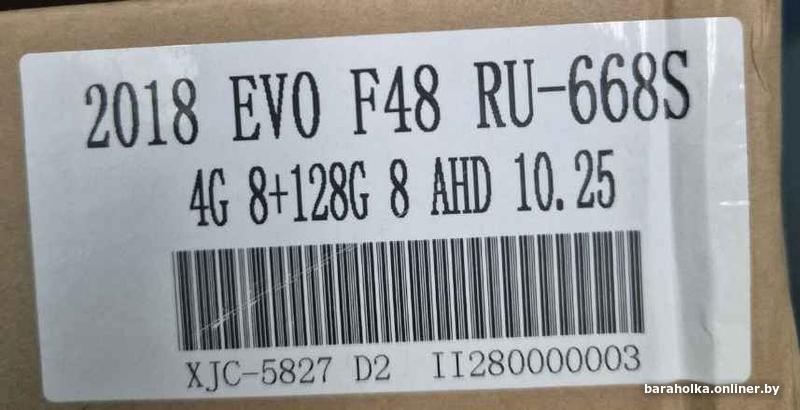 2018 EVO F48 RU-668S
4G 8+128G 8 AHD 10.25
XJC-5827 D2 II280000003
baraholka.onliner.by